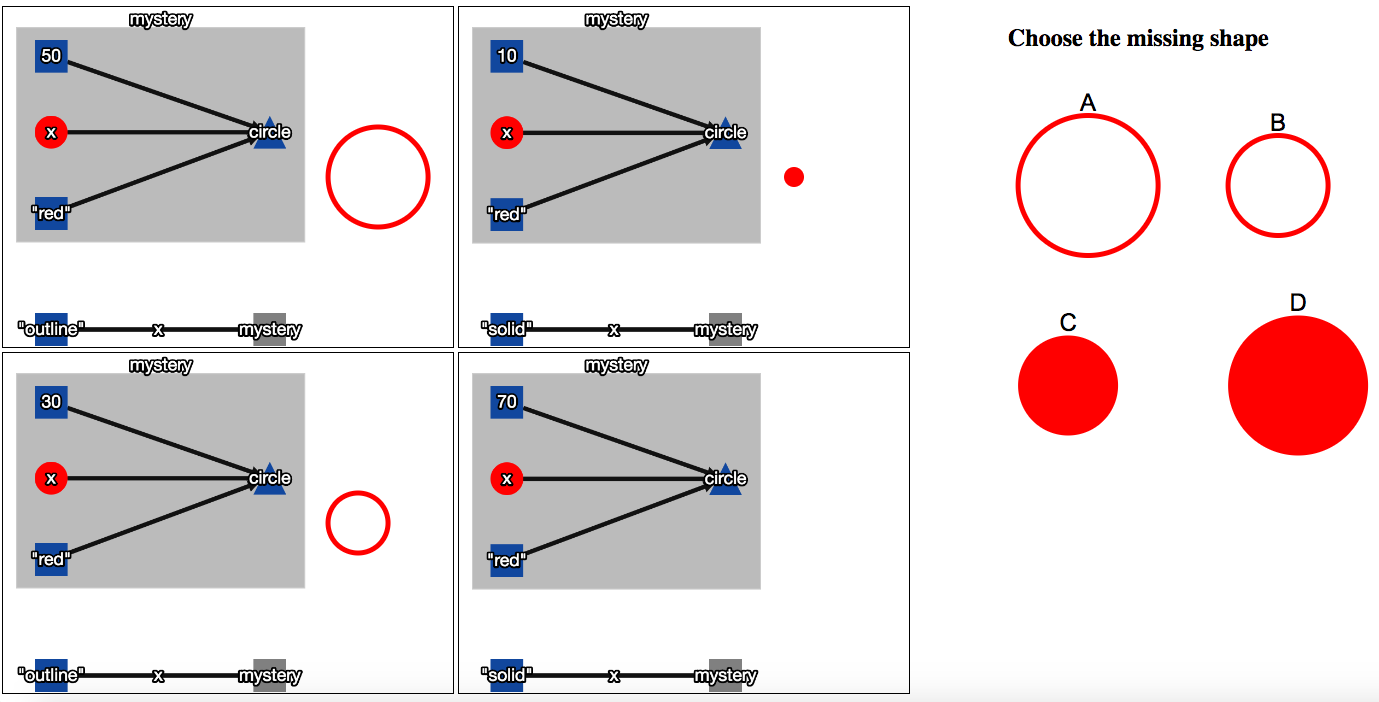 mystery
50
x
circle
"red"
"outline" x mystery
mystery
10
x
circle
"red"
"solid" x mystery
mystery
30
x
circle
"red"
"outline" x mystery
mystery
70
x
circle
"red"
"solid" x mystery
Choose the missing shape
A
B
C
D